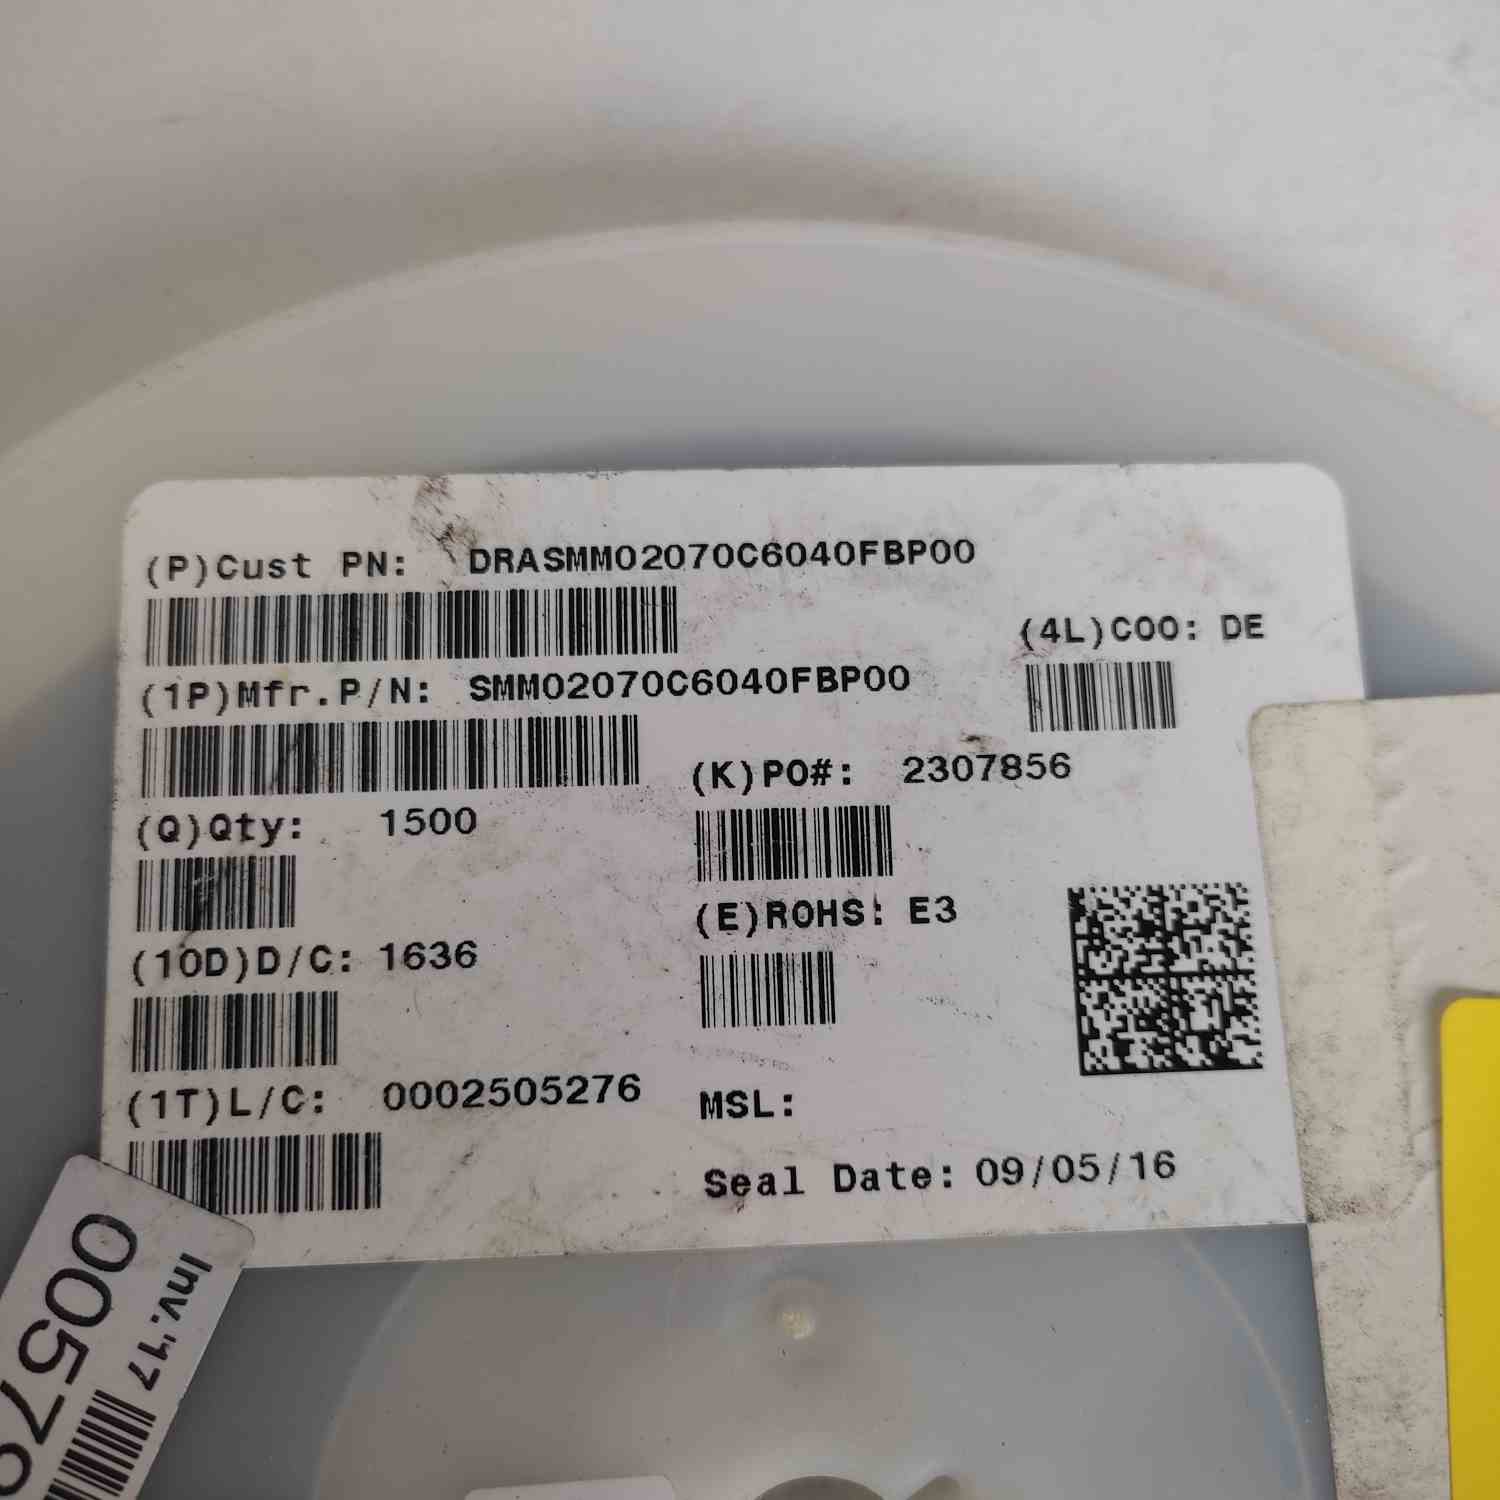 (P)Cust PN: DRASMM02070C6040FBP00
(4L)COO: DE
(1P)Mfr.P/N: SMM02070C6040FBP00
(K)PO#: 2307856
(Q)Qty: 1500
(E)ROHS: E3
(10D)D/C: 1636
(1T)L/C: 0002505276
MSL:
Seal Date: 09/05/16
Inv.'17